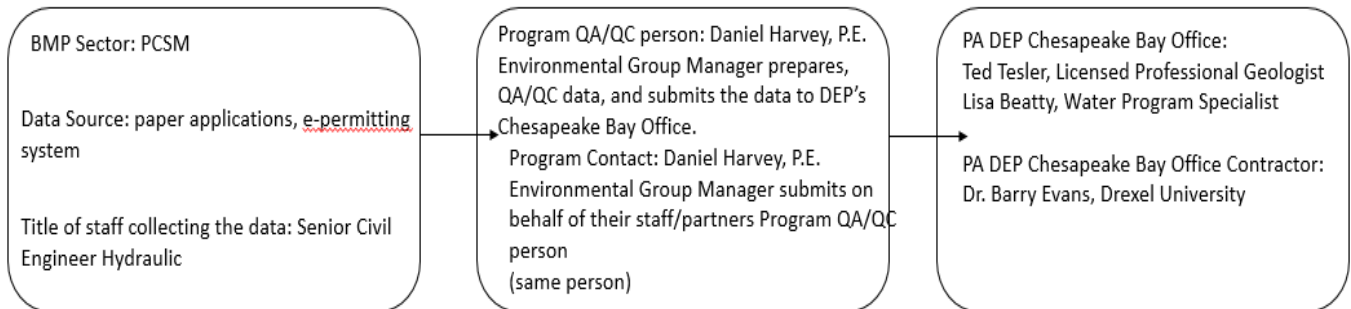 BMP Sector: PCSM
Data Source: paper applications, e-permitting
system
Title of staff collecting the data: Senior Civil
Engineer Hydraulic
Program QA/QC person: Daniel Harvey, P.E.
Environmental Group Manager prepares,
QA/QC data, and submits the data to DEP's
Chesapeake Bay Office.
Program Contact: Daniel Harvey, P.E.
Environmental Group Manager submits on
behalf of their staff/partners Program QA/QC
person
(same person)
PA DEP Chesapeake Bay Office:
Ted Tesler, Licensed Professional Geologist
Lisa Beatty, Water Program Specialist
PA DEP Chesapeake Bay Office Contractor:
Dr. Barry Evans, Drexel University